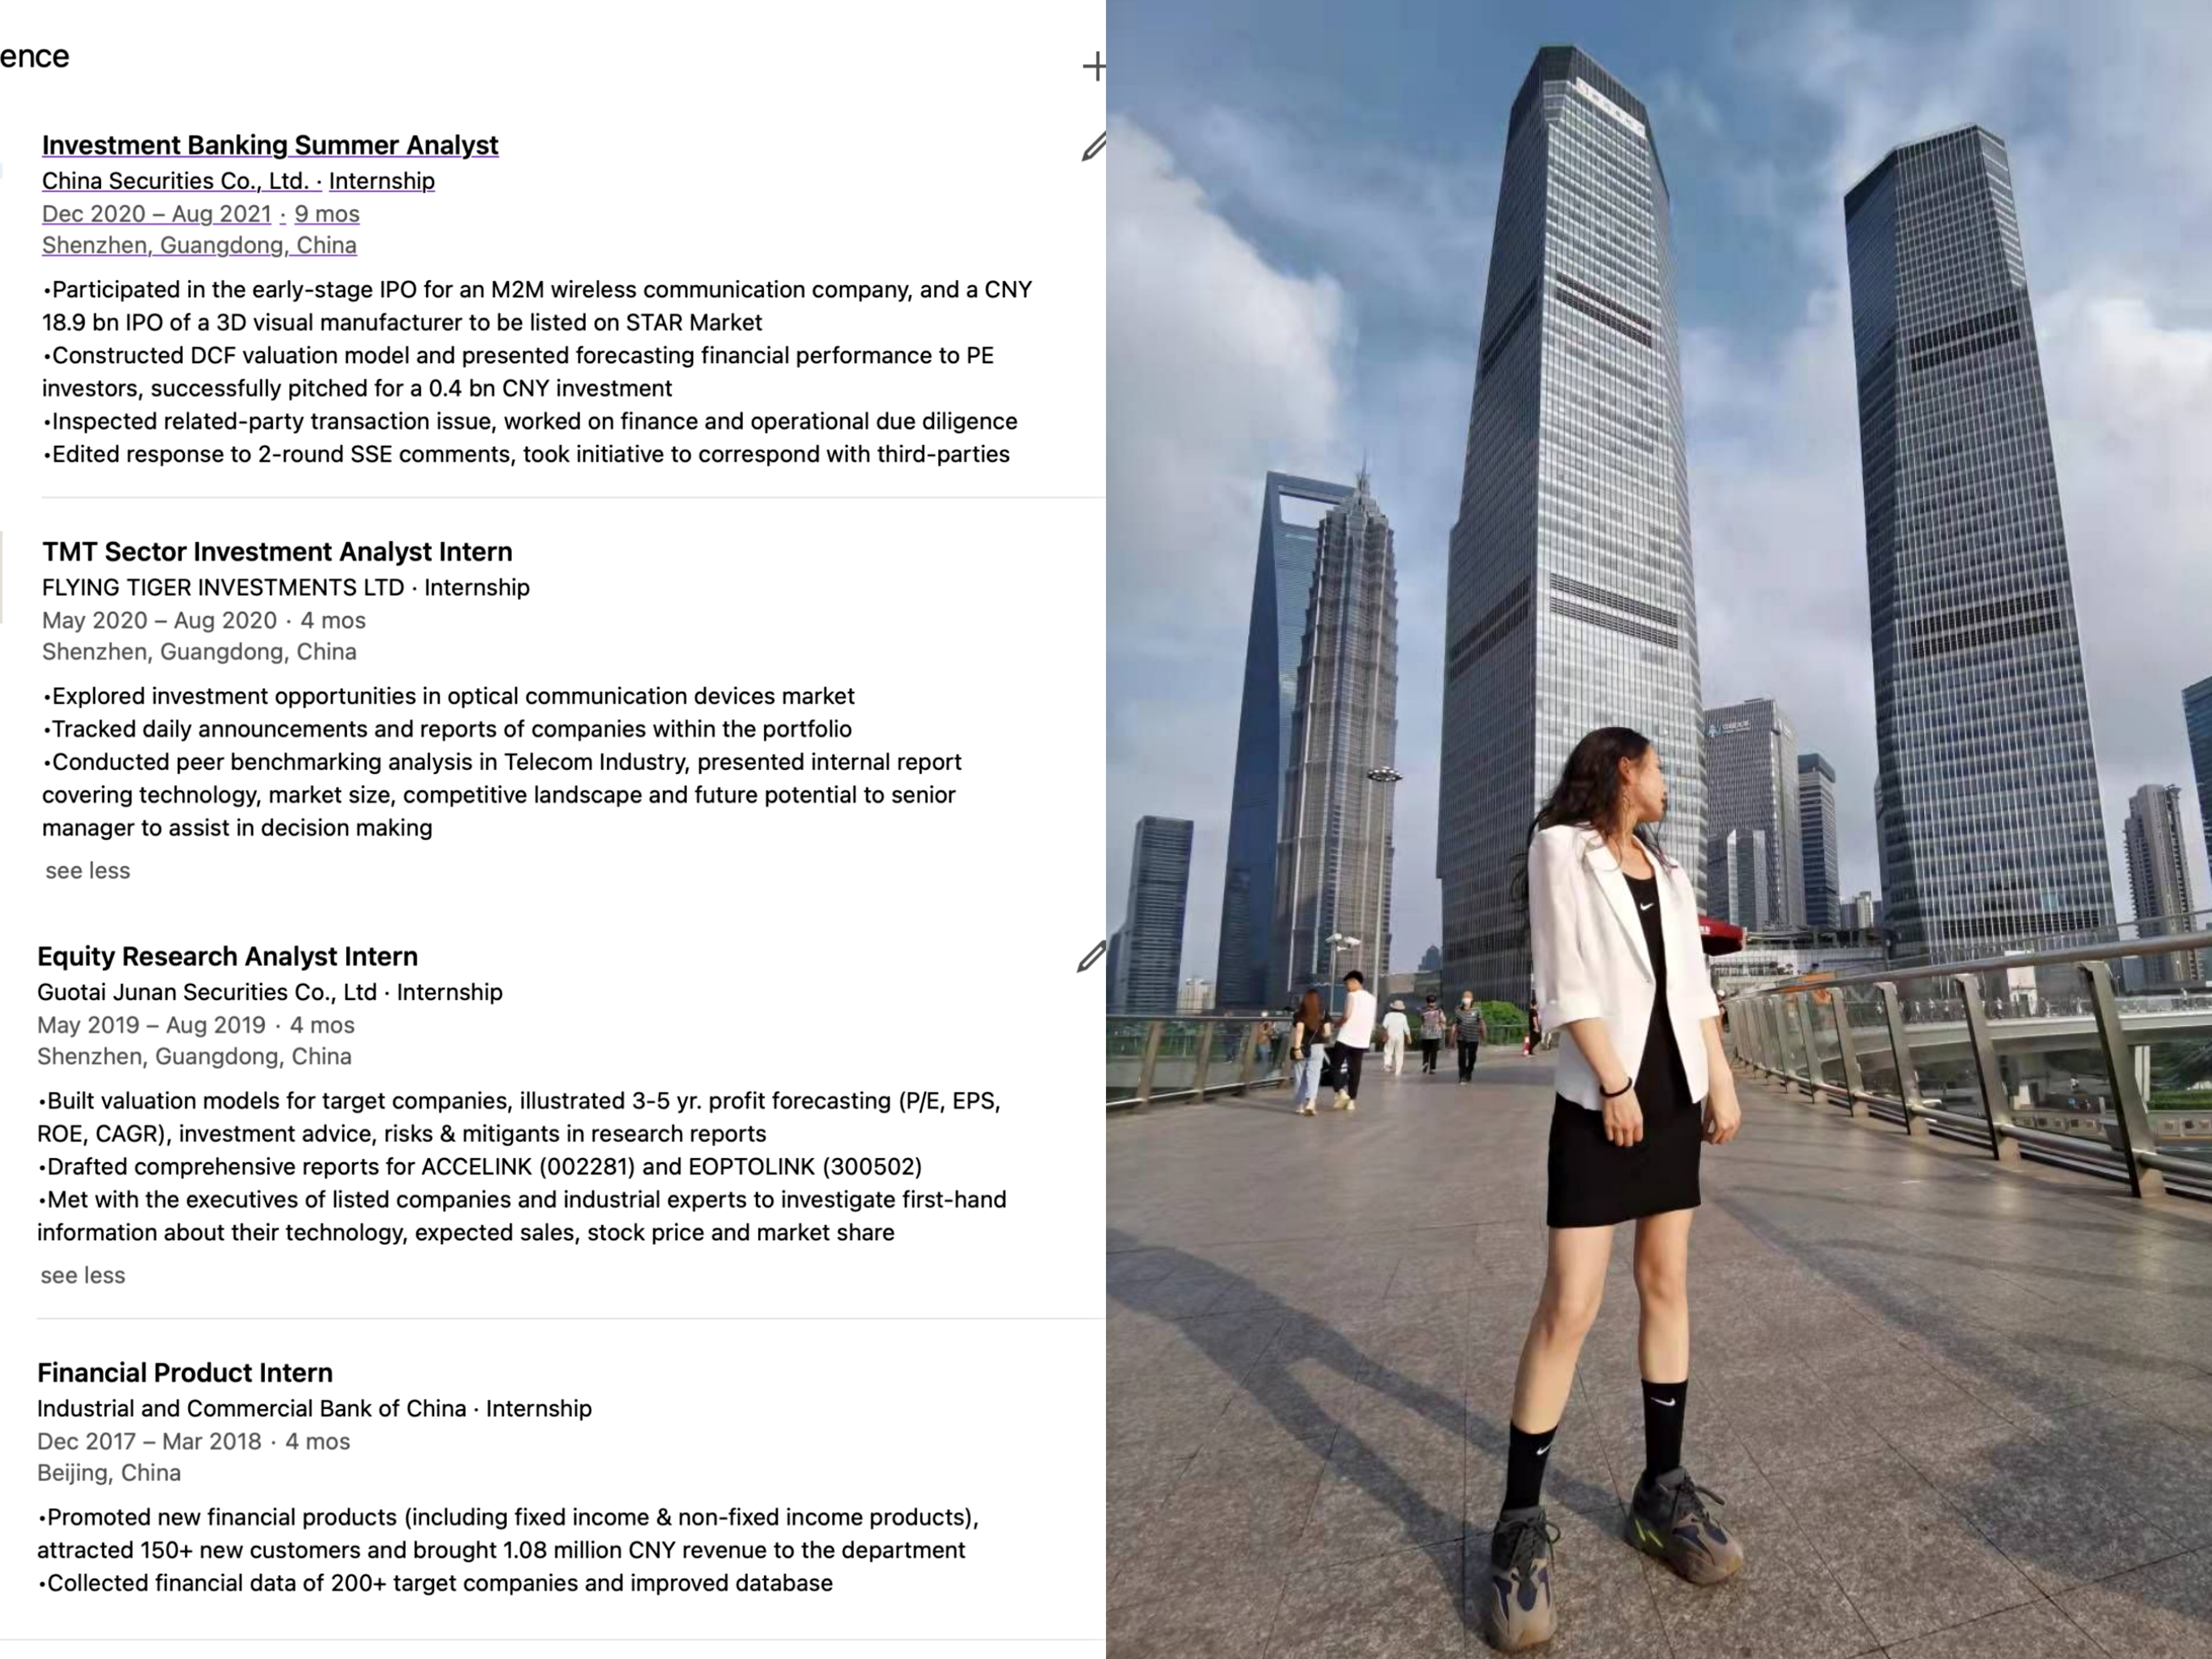 ence
Investment Banking Summer Analyst
China Securities Co., Ltd. · Internship
Dec 2020 – Aug 2021 · 9 mos
Shenzhen, Guangdong, China
•Participated in the early-stage IPO for an M2M wireless communication company, and a CNY
18.9 bn IPO of a 3D visual manufacturer to be listed on STAR Market
•Constructed DCF valuation model and presented forecasting financial performance to PE
investors, successfully pitched for a 0.4 bn CNY investment
•Inspected related-party transaction issue, worked on finance and operational due diligence
•Edited response to 2-round SSE comments, took initiative to correspond with third-parties
TMT Sector Investment Analyst Intern
FLYING TIGER INVESTMENTS LTD · Internship
May 2020 – Aug 2020 · 4 mos
Shenzhen, Guangdong, China
•Explored investment opportunities in optical communication devices market
•Tracked daily announcements and reports of companies within the portfolio
•Conducted peer benchmarking analysis in Telecom Industry, presented internal report
covering technology, market size, competitive landscape and future potential to senior
manager to assist in decision making
see less
Equity Research Analyst Intern
Guotai Junan Securities Co., Ltd · Internship
May 2019 – Aug 2019 · 4 mos
Shenzhen, Guangdong, China
•Built valuation models for target companies, illustrated 3-5 yr. profit forecasting (P/E, EPS,
ROE, CAGR), investment advice, risks & mitigants in research reports
•Drafted comprehensive reports for ACCELINK (002281) and EOPTOLINK (300502)
•Met with the executives of listed companies and industrial experts to investigate first-hand
information about their technology, expected sales, stock price and market share
see less
Financial Product Intern
Industrial and Commercial Bank of China · Internship
Dec 2017 – Mar 2018 · 4 mos
Beijing, China
•Promoted new financial products (including fixed income & non-fixed income products),
attracted 150+ new customers and brought 1.08 million CNY revenue to the department
•Collected financial data of 200+ target companies and improved database